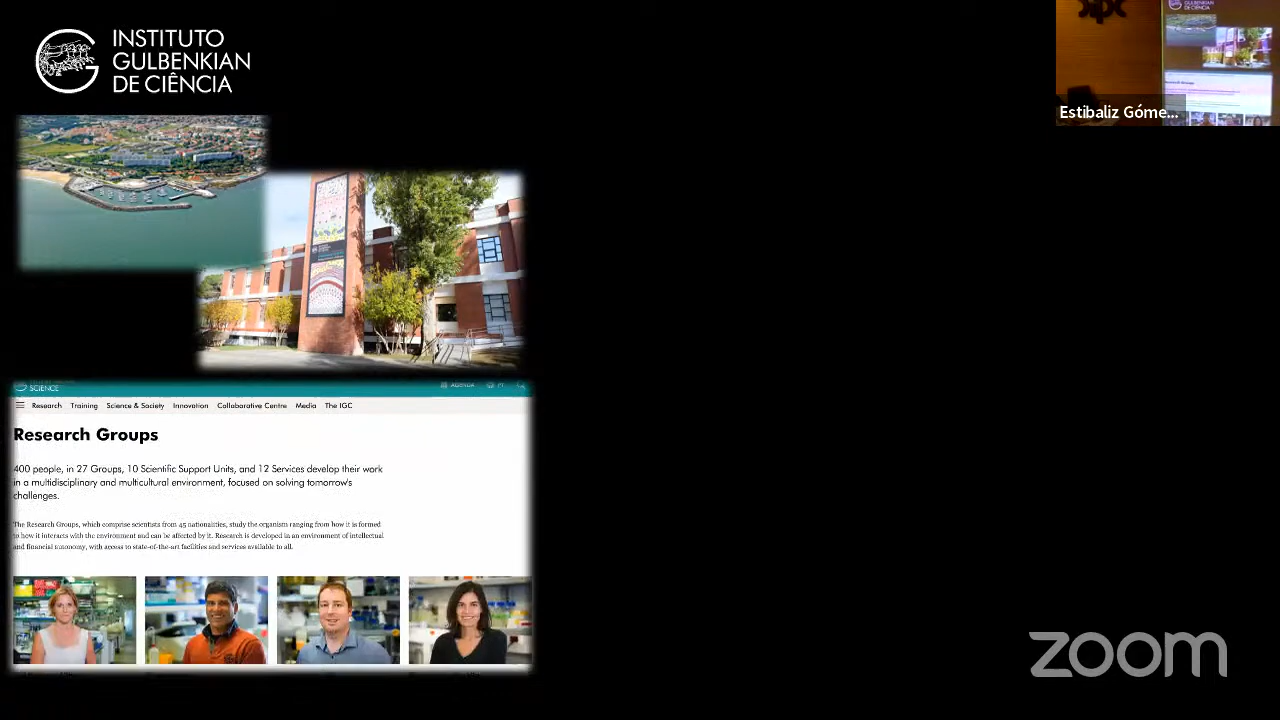 INSTITUTO
GULBENKIAN
DE CIÊNCIA
Estibaliz Góme...
SCIENCE
AGENDA
PT
Research Training Science & Society Innovation Collaborative Centre Media The IGC
Research Groups
400 people, in 27 Groups, 10 Scientific Support Units, and 12 Services develop their work
in a multidisciplinary and multicultural environment, focused on solving tomorrow's
challenges.
The Research Groups, which comprise scientists from 45 nationalities, study the organism ranging from how it is formed
to how it interacts with the environment and can be affected by it. Research is developed in an environment of intellectual
and financial autonomy, with access to state-of-the-art facilities and services available to all.
zoom